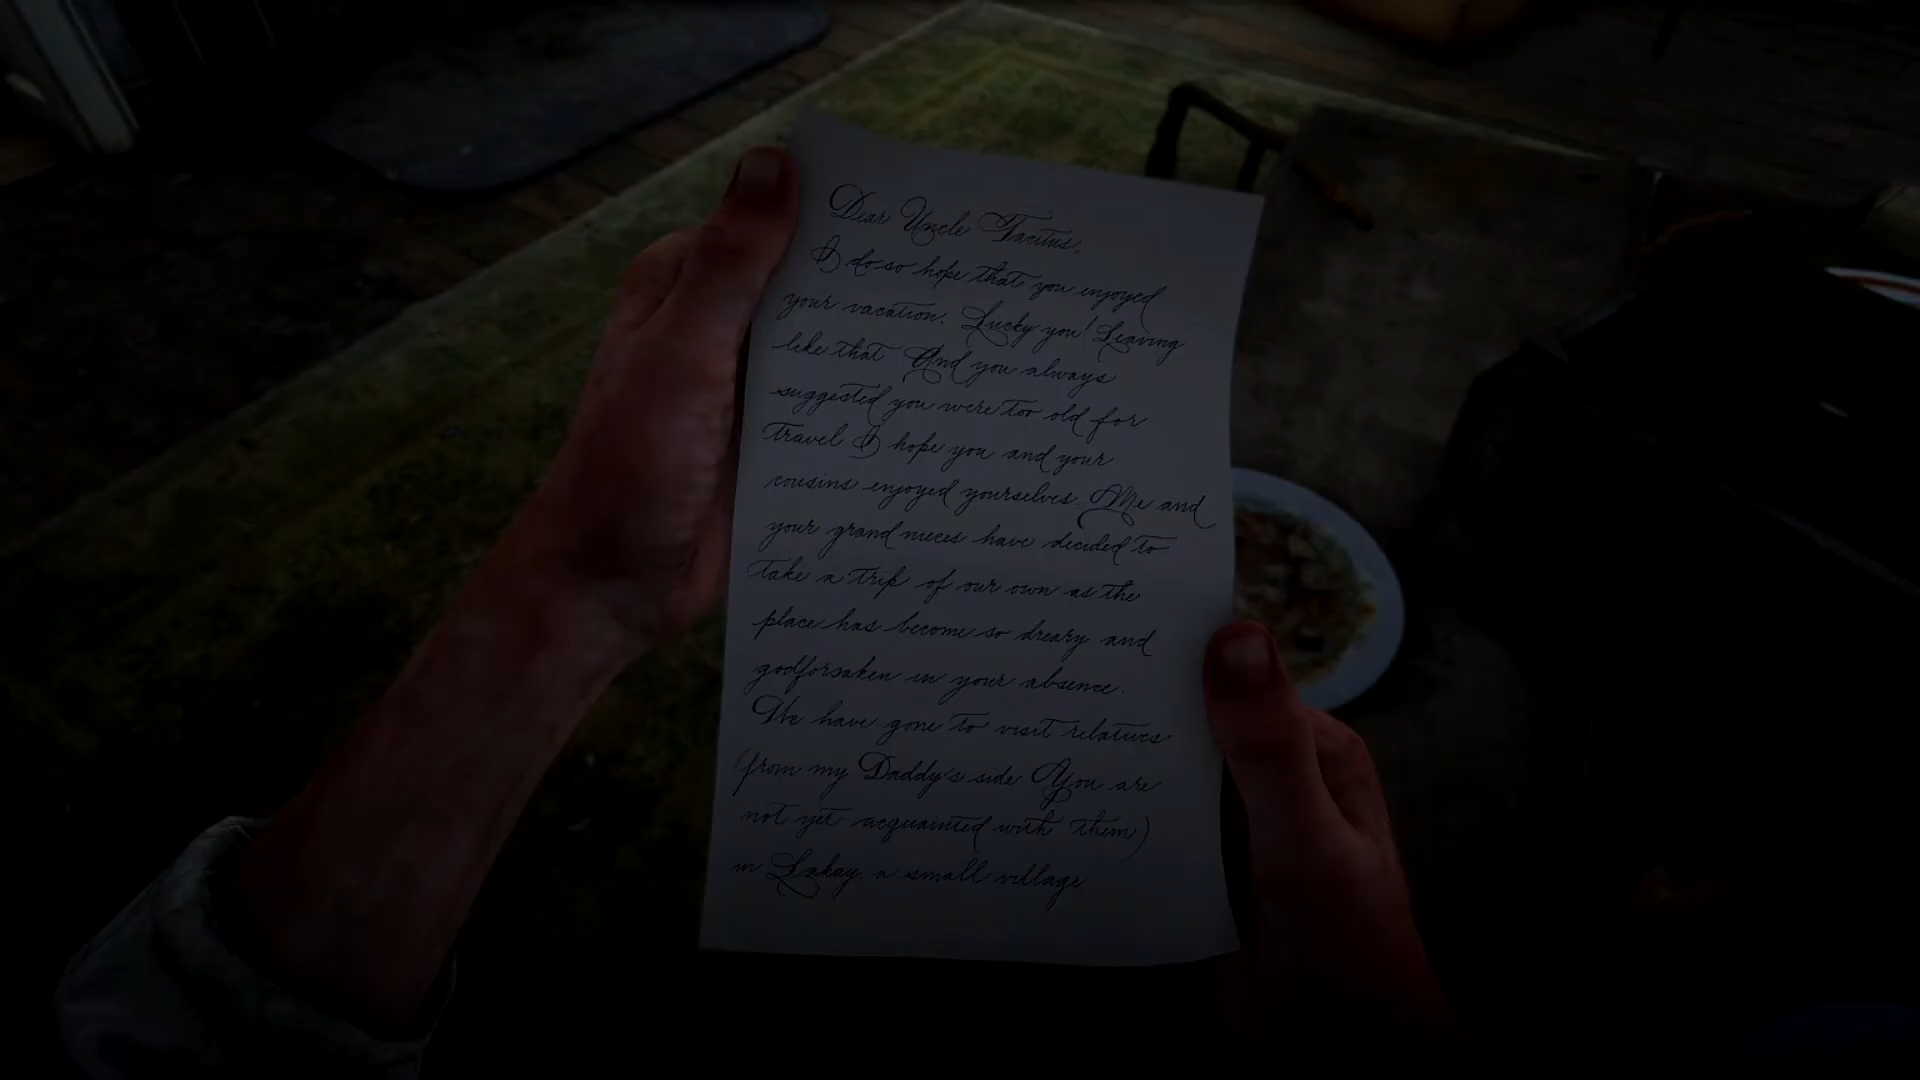 Dear Uncle Tacitus,
I do so hope that you enjoyed
your vacation. Lucky you! Leaving
like that And you always
suggested you were too old for
travel I hope you and your
cousins enjoyed yourselves. Me and
your grand nieces have decided to
take a trip of our own as the
place has become so dreary and
godforsaken in your absence.
We have gone to visit relatives
(from my Daddy's side You are
not yet acquainted with them)
in Lakay a small village